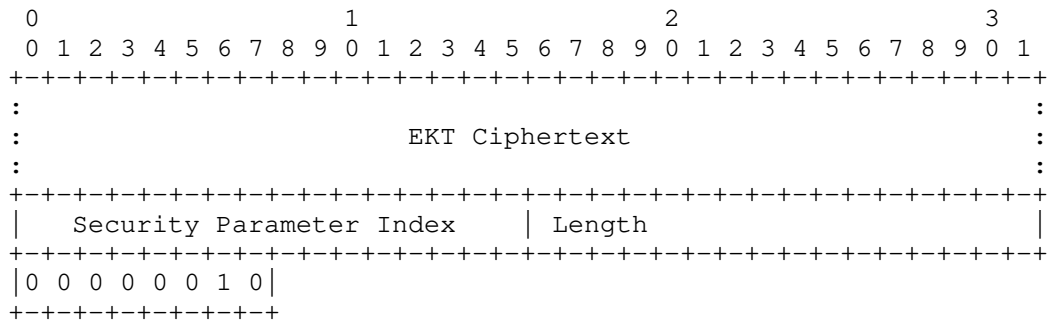 0                   1                   2                   3
 0 1 2 3 4 5 6 7 8 9 0 1 2 3 4 5 6 7 8 9 0 1 2 3 4 5 6 7 8 9 0 1
+-+-+-+-+-+-+-+-+-+-+-+-+-+-+-+-+-+-+-+-+-+-+-+-+-+-+-+-+-+-+-+-+
:                                                               :
:                        EKT Ciphertext                         :
:                                                               :
+-+-+-+-+-+-+-+-+-+-+-+-+-+-+-+-+-+-+-+-+-+-+-+-+-+-+-+-+-+-+-+-+
|   Security Parameter Index    | Length                        |
+-+-+-+-+-+-+-+-+-+-+-+-+-+-+-+-+-+-+-+-+-+-+-+-+-+-+-+-+-+-+-+-+
|0 0 0 0 0 0 1 0|
+-+-+-+-+-+-+-+-+